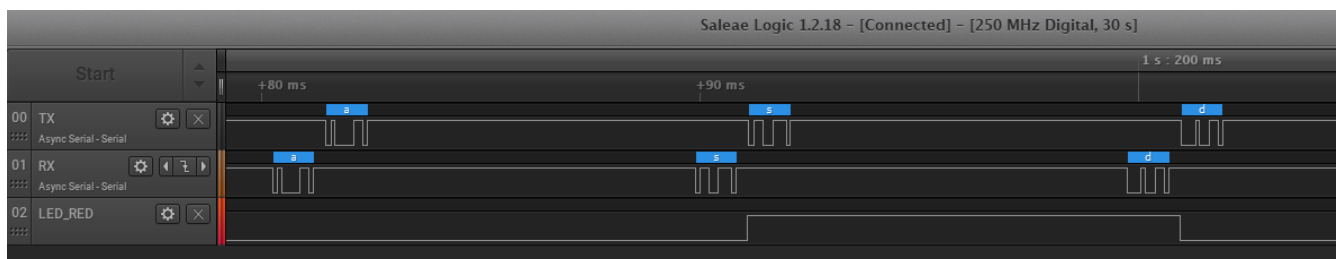 Saleae Logic 1.2.18 - [Connected] - [250 MHz Digital, 30 s]
Start
1 s : 200 ms
+80 ms
+90 ms
00 TX
Async Serial - Serial
a s d
01 RX
Async Serial - Serial
a s d
02 LED_RED